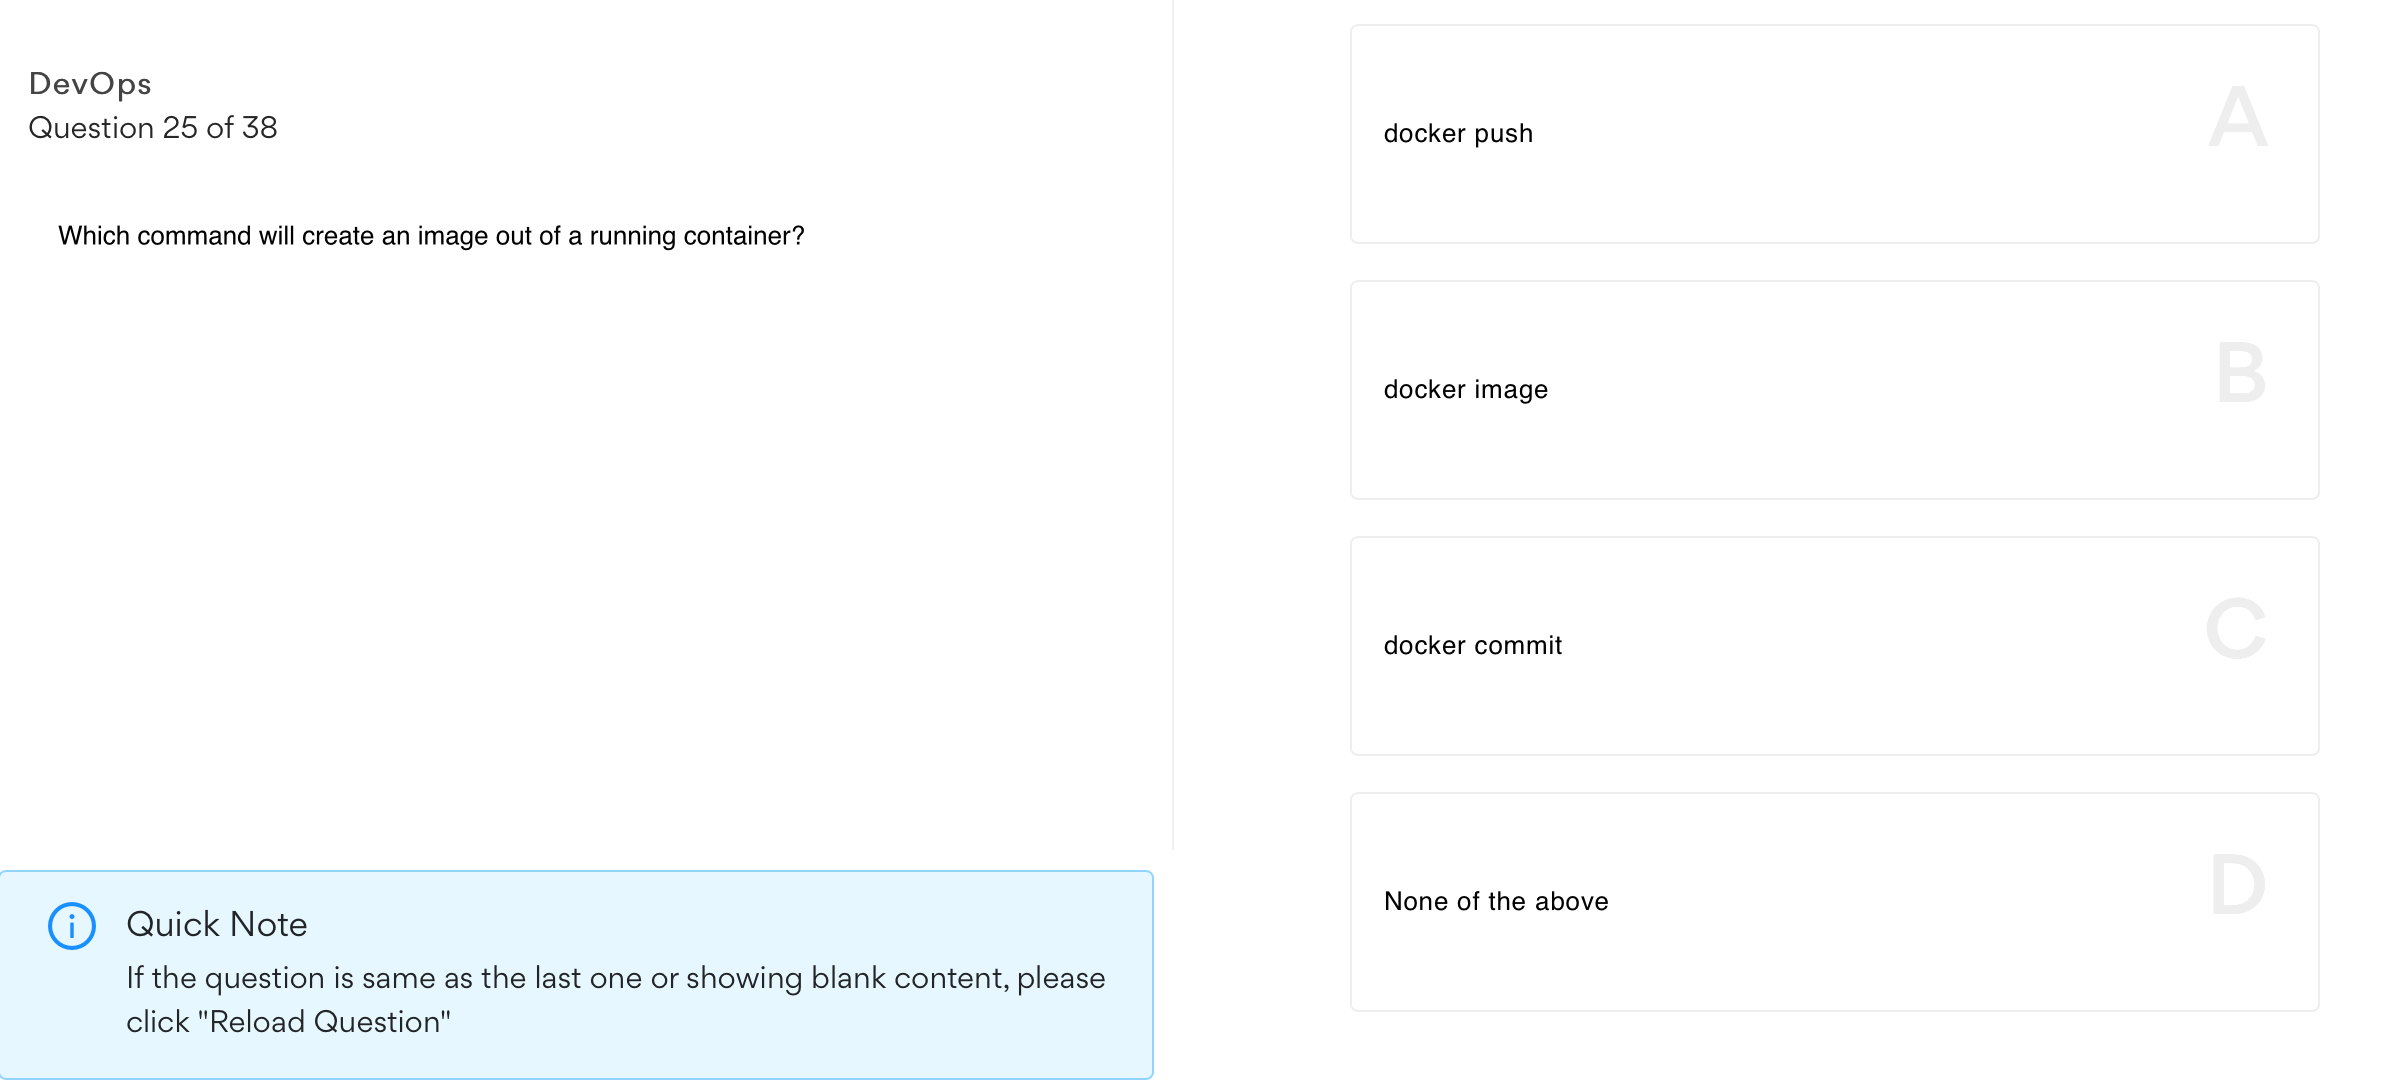 DevOps
Question 25 of 38
Which command will create an image out of a running container?
Quick Note
If the question is same as the last one or showing blank content, please
click "Reload Question"
A
docker push
B
docker image
C
docker commit
D
None of the above